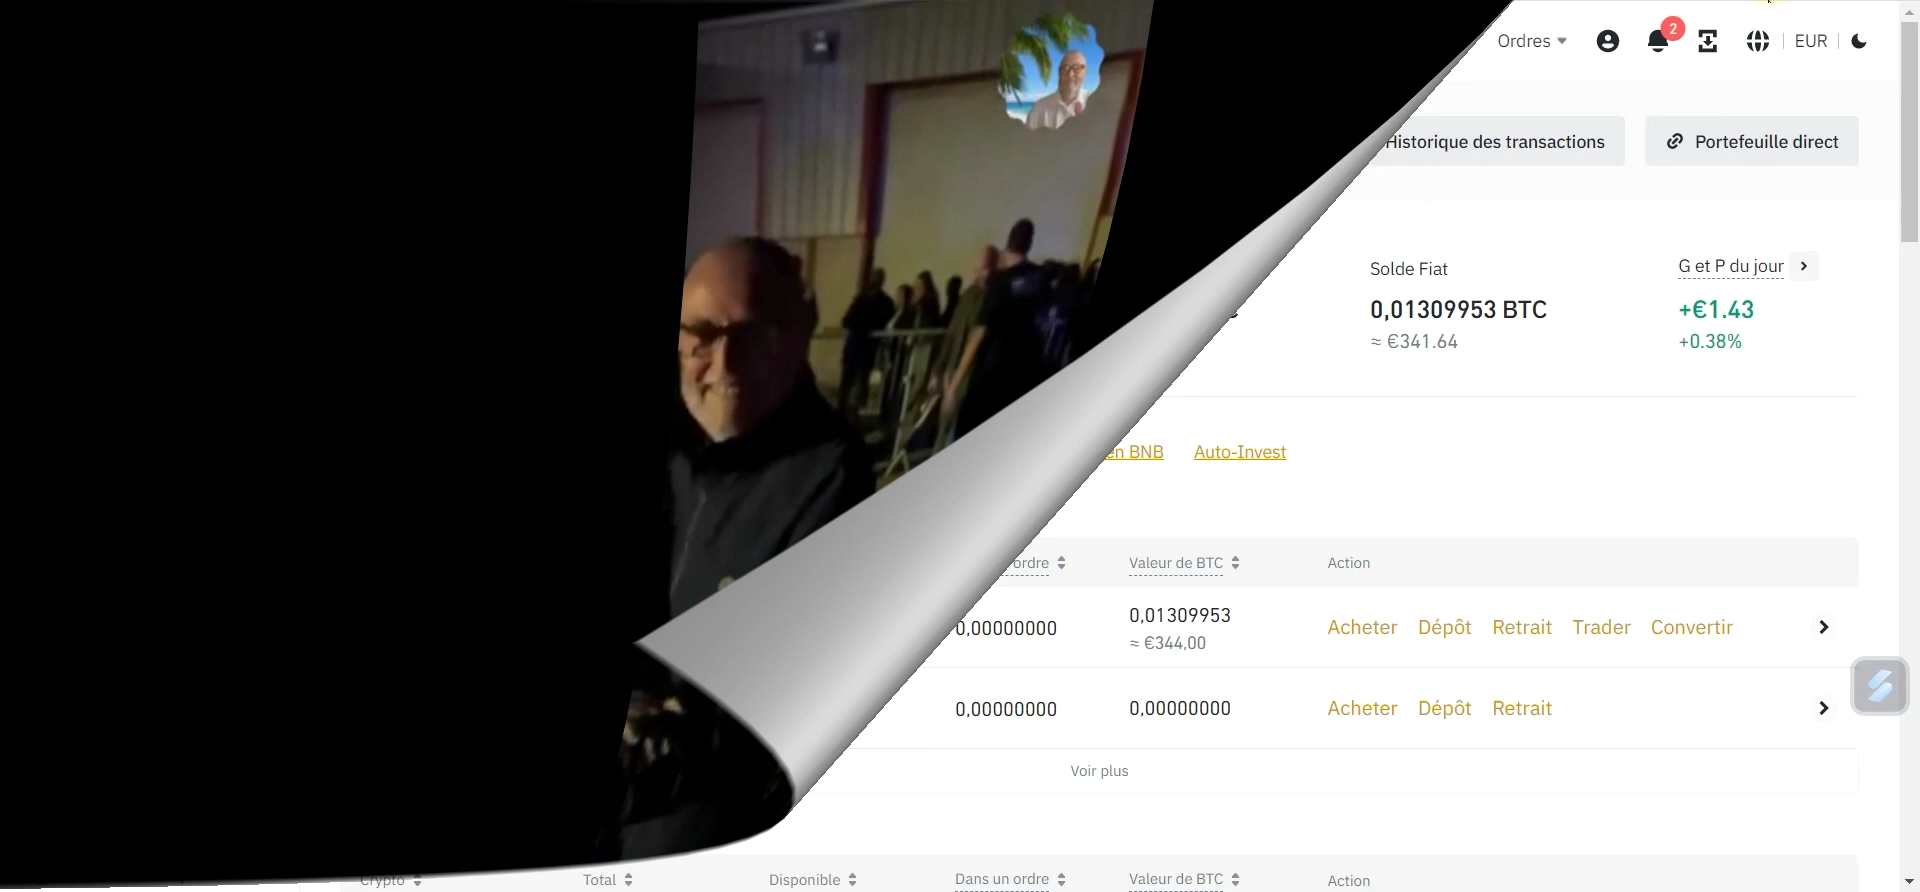 Ordres
2
EUR
Historique des transactions
Portefeuille direct
Solde Fiat
G et P du jour
0,01309953 BTC
+€1.43
≈ €341.64
+0.38%
en BNB
Auto-Invest
ordre
Valeur de BTC
Action
0,00000000
0,01309953
≈ €344,00
Acheter
Dépôt
Retrait
Trader
Convertir
0,00000000
0,00000000
Acheter
Dépôt
Retrait
Voir plus
Crypto
Total
Disponible
Dans un ordre
Valeur de BTC
Action